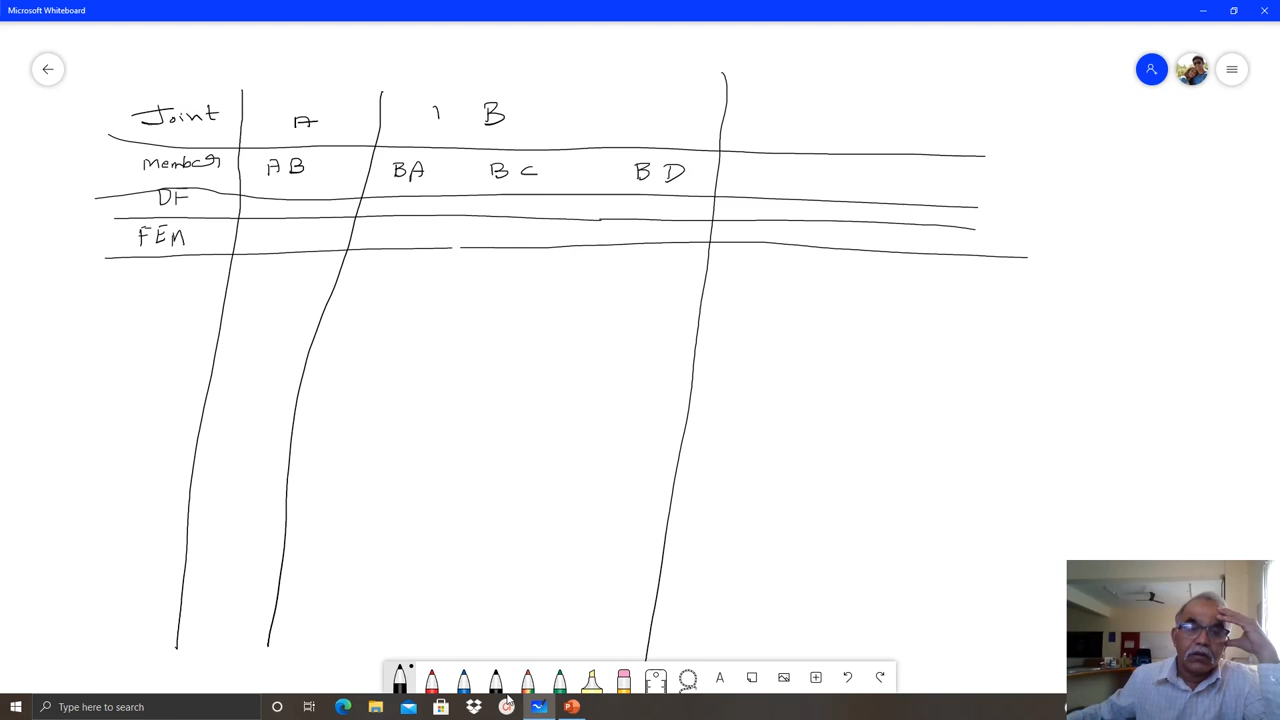 Microsoft Whiteboard
Joint A B
Member AB BA BC BD
DF
FEM
Type here to search